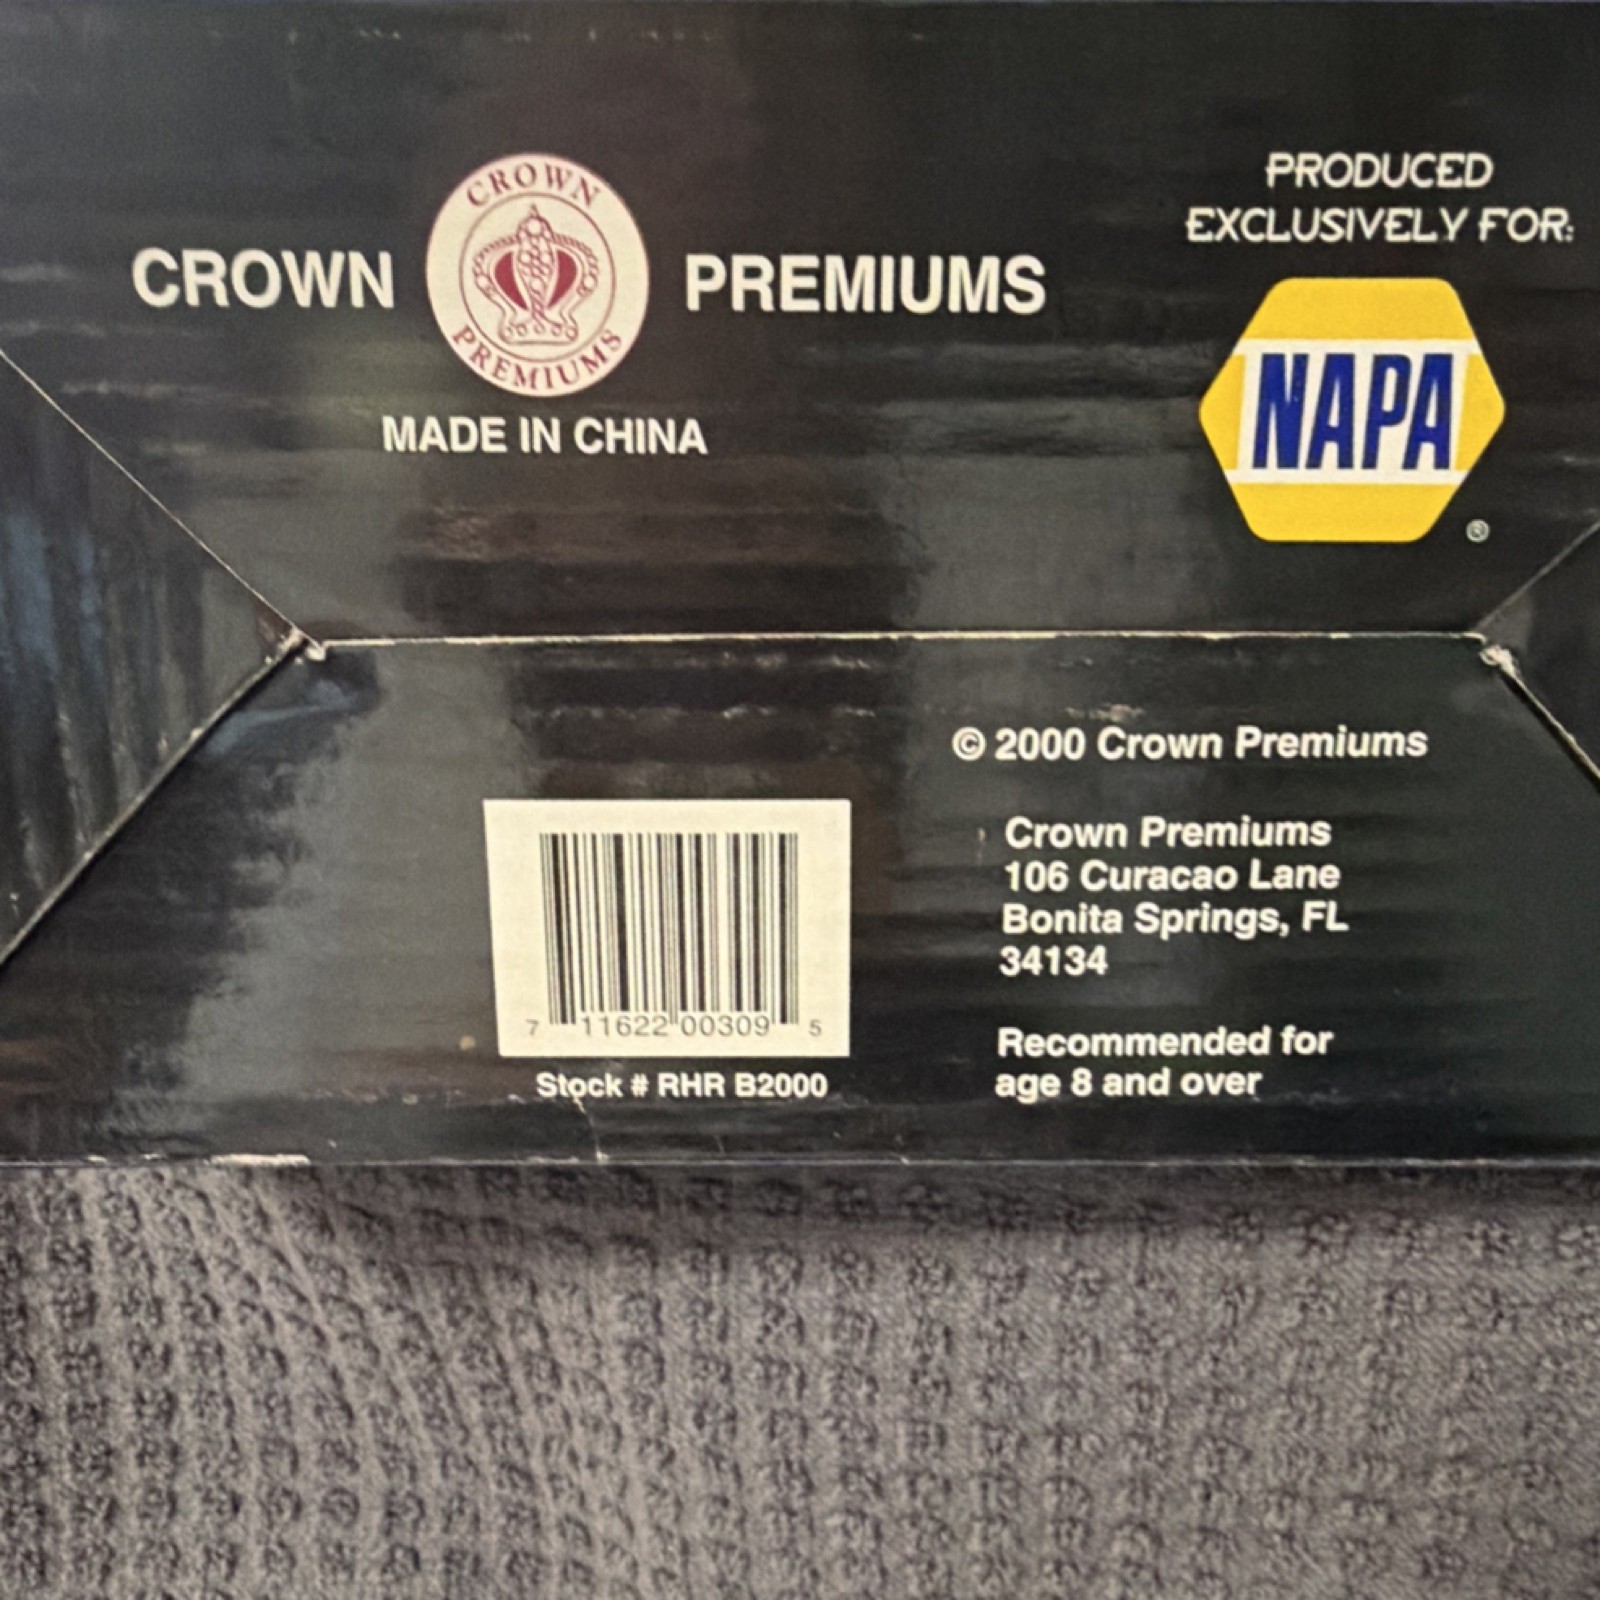 CROWN
PREMIUMS
CROWN PREMIUMS
MADE IN CHINA
PRODUCED
EXCLUSIVELY FOR:
NAPA
®
© 2000 Crown Premiums
Crown Premiums
106 Curacao Lane
Bonita Springs, FL
34134
Recommended for
age 8 and over
7 11622 00309 5
Stock # RHR B2000